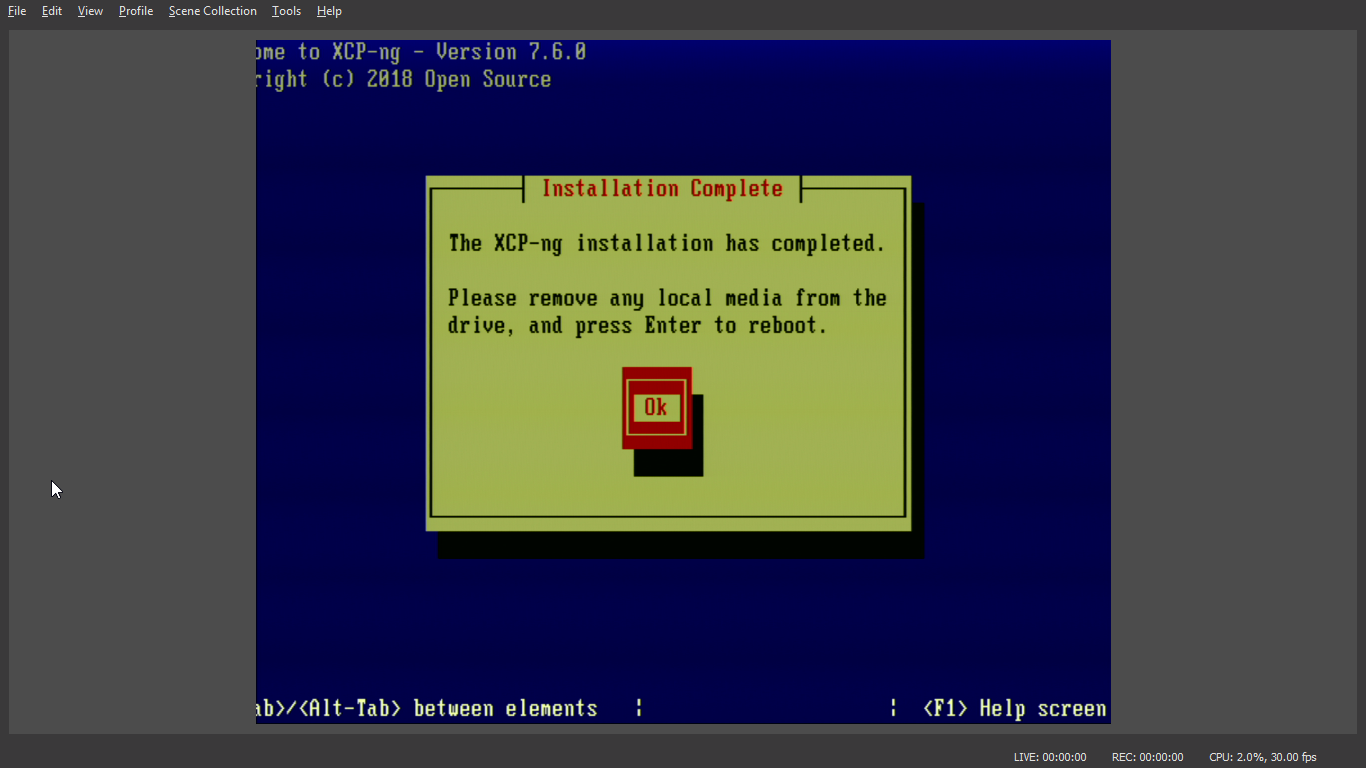 File Edit View Profile Scene Collection Tools Help
ome to XCP-ng - Version 7.6.0
right (c) 2018 Open Source
Installation Complete
The XCP-ng installation has completed.
Please remove any local media from the
drive, and press Enter to reboot.
Ok
ab>/<Alt-Tab> between elements ¦ ¦ <F1> Help screen
LIVE: 00:00:00 REC: 00:00:00 CPU: 2.0%, 30.00 fps